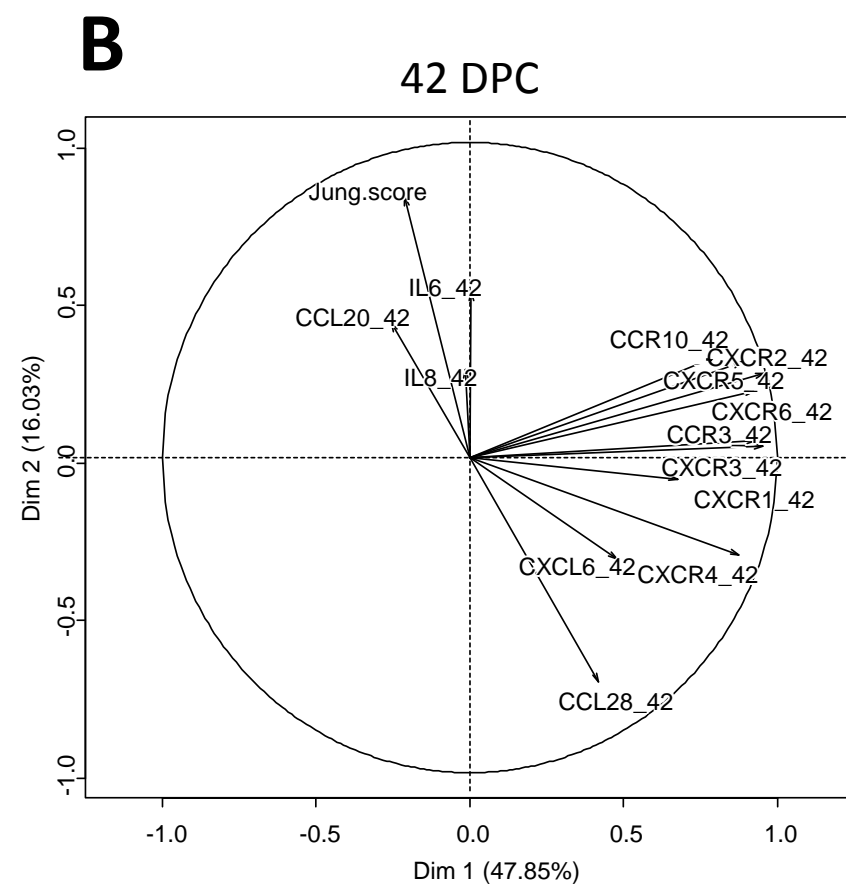 B
42 DPC
1.0
Jung.score
IL6_42
0.5
CCL20_42
CCR10_42
CXCR2_42
IL8_42
CXCR5_42
CXCR6_42
CCR3_42
0.0
CXCR3_42
CXCR1_42
CXCL6_42
CXCR4_42
-0.5
CCL28_42
-1.0
Dim 2 (16.03%)
-1.0 -0.5 0.0 0.5 1.0
Dim 1 (47.85%)